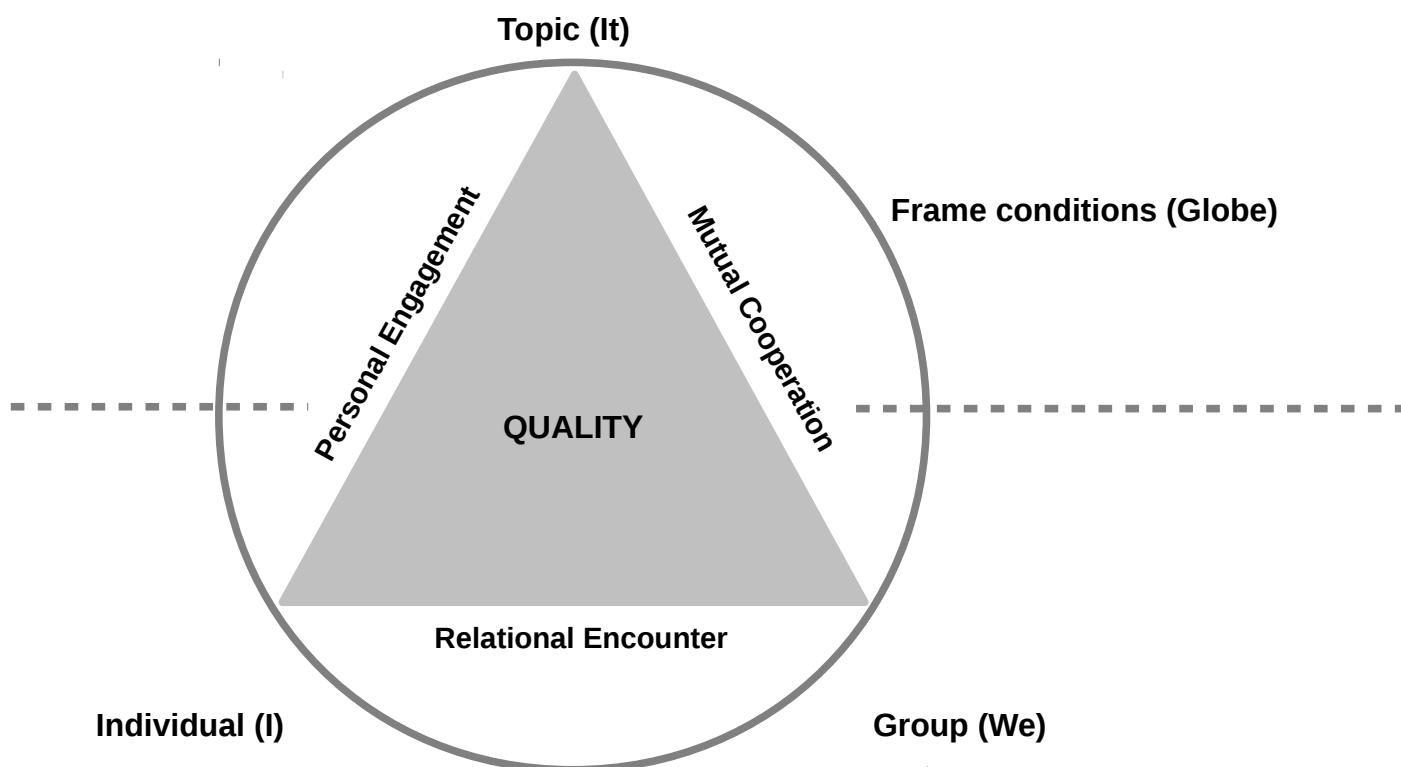 Topic (It)
Frame conditions (Globe)
Personal Engagement
Mutual Cooperation
QUALITY
Relational Encounter
Individual (I)
Group (We)